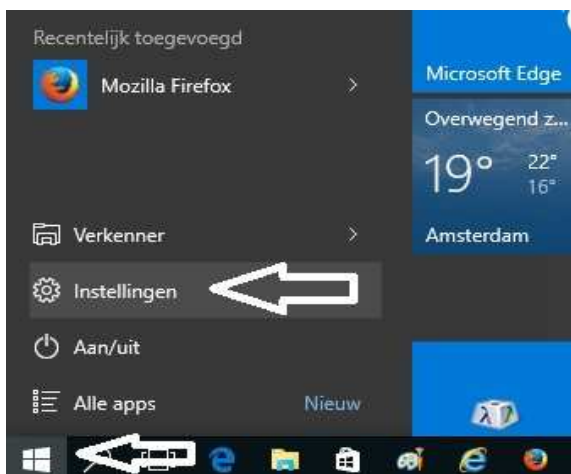 Recentelijk toegevoegd
Mozilla Firefox
Verkenner
Instellingen
Aan/uit
Alle apps
Nieuw
Microsoft Edge
Overwegend z...
19°
22°
16°
Amsterdam